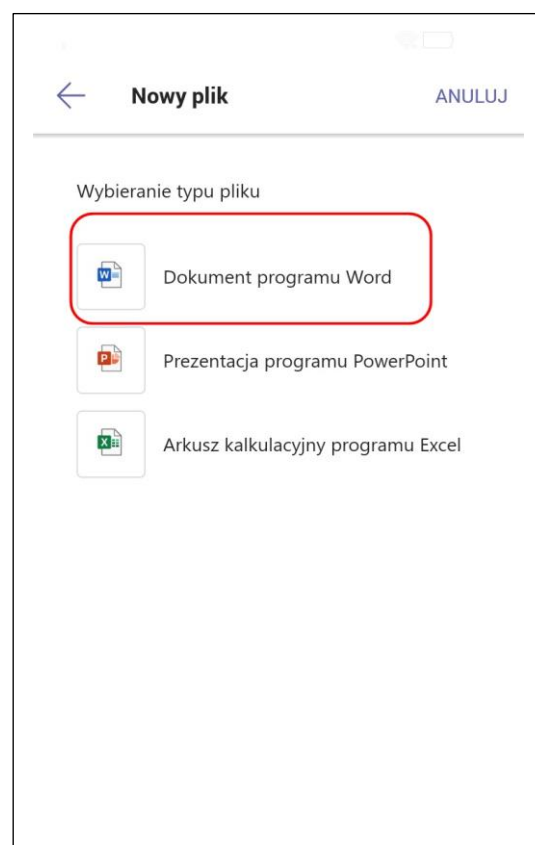 Nowy plik
ANULUJ
Wybieranie typu pliku
Dokument programu Word
Prezentacja programu PowerPoint
Arkusz kalkulacyjny programu Excel